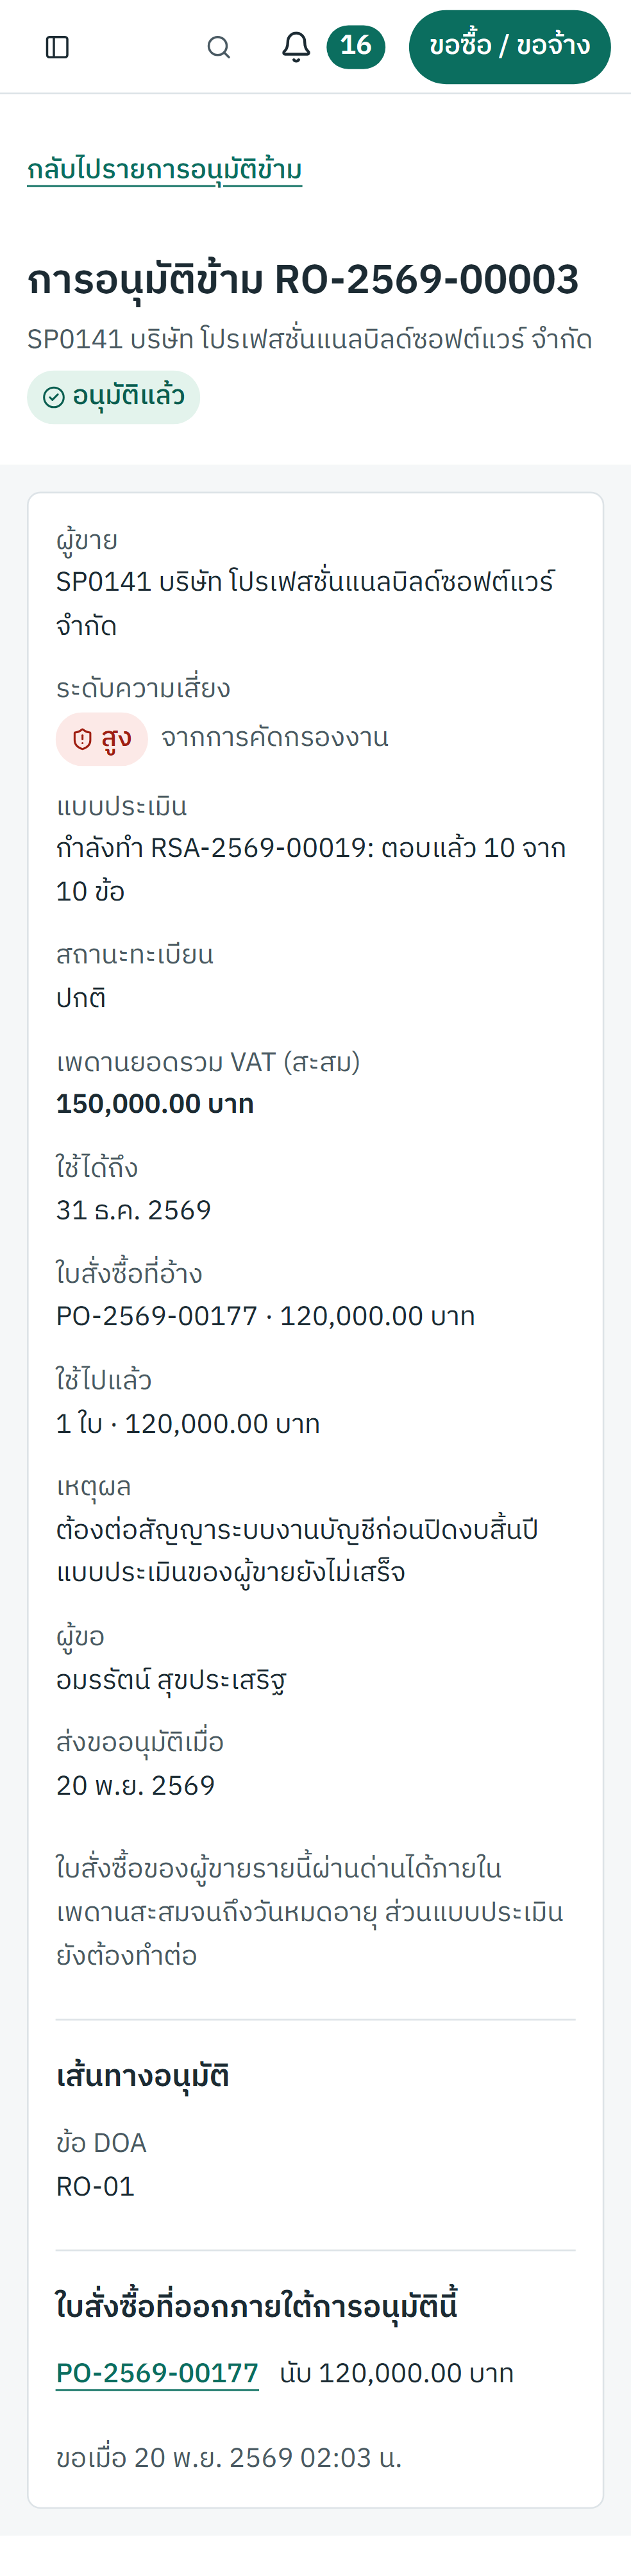 16
ขอซื้อ / ขอจ้าง
กลับไปรายการอนุมัติข้าม
การอนุมัติข้าม RO-2569-00003
SP0141 บริษัท โปรเฟสชั่นแนลบิลด์ซอฟต์แวร์ จำกัด
อนุมัติแล้ว
ผู้ขาย
SP0141 บริษัท โปรเฟสชั่นแนลบิลด์ซอฟต์แวร์
จำกัด
ระดับความเสี่ยง
สูง จากการคัดกรองงาน
แบบประเมิน
กำลังทำ RSA-2569-00019: ตอบแล้ว 10 จาก
10 ข้อ
สถานะทะเบียน
ปกติ
เพดานยอดรวม VAT (สะสม)
150,000.00 บาท
ใช้ได้ถึง
31 ธ.ค. 2569
ใบสั่งซื้อที่อ้าง
PO-2569-00177 · 120,000.00 บาท
ใช้ไปแล้ว
1 ใบ · 120,000.00 บาท
เหตุผล
ต้องต่อสัญญาระบบงานบัญชีก่อนปิดงบสิ้นปี
แบบประเมินของผู้ขายยังไม่เสร็จ
ผู้ขอ
อมรรัตน์ สุขประเสริฐ
ส่งขออนุมัติเมื่อ
20 พ.ย. 2569
ใบสั่งซื้อของผู้ขายรายนี้ผ่านด่านได้ภายใน
เพดานสะสมจนถึงวันหมดอายุ ส่วนแบบประเมิน
ยังต้องทำต่อ
เส้นทางอนุมัติ
ข้อ DOA
RO-01
ใบสั่งซื้อที่ออกภายใต้การอนุมัตินี้
PO-2569-00177 นับ 120,000.00 บาท
ขอเมื่อ 20 พ.ย. 2569 02:03 น.